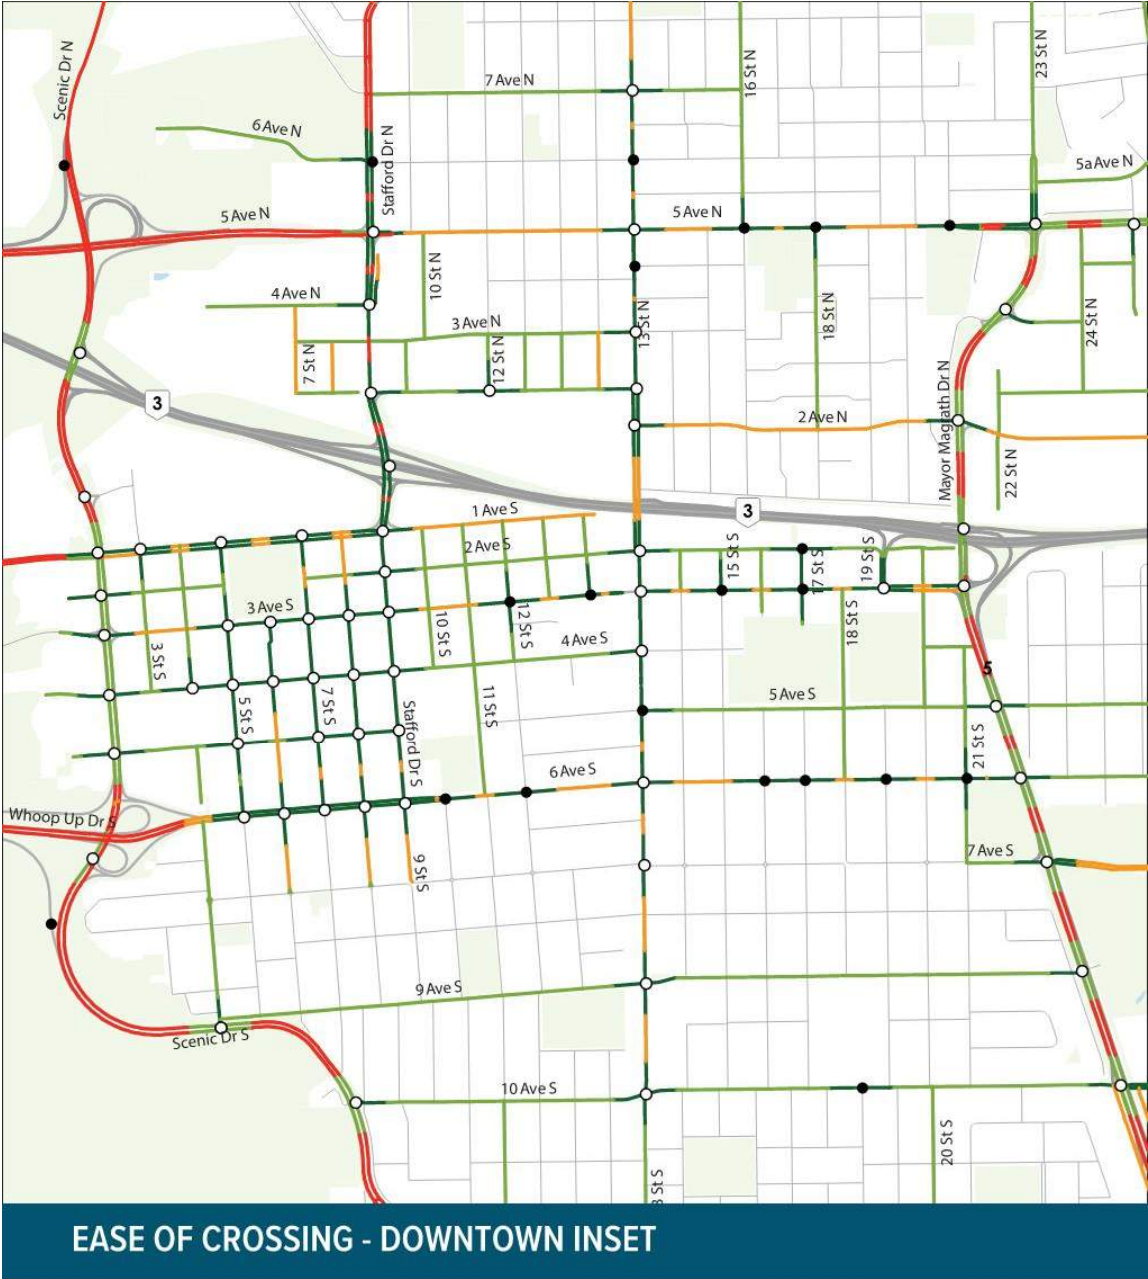 Scenic Dr N
7 Ave N
16 St N
23 St N
6 Ave N
Stafford Dr N
5a Ave N
5 Ave N
5 Ave N
10 St N
4 Ave N
3 Ave N
7 St N
12 St N
13 St N
18 St N
24 St N
3
2 Ave N
Mayor Magrath Dr N
22 St N
1 Ave S
3
2 Ave S
15 St S
17 St S
19 St S
3 Ave S
10 St S
12 St S
4 Ave S
18 St S
3 St S
5
5 St S
7 St S
Stafford Dr S
11 St S
5 Ave S
21 St S
6 Ave S
Whoop Up Dr S
9 St S
7 Ave S
9 Ave S
Scenic Dr S
10 Ave S
20 St S
3 St S
EASE OF CROSSING - DOWNTOWN INSET